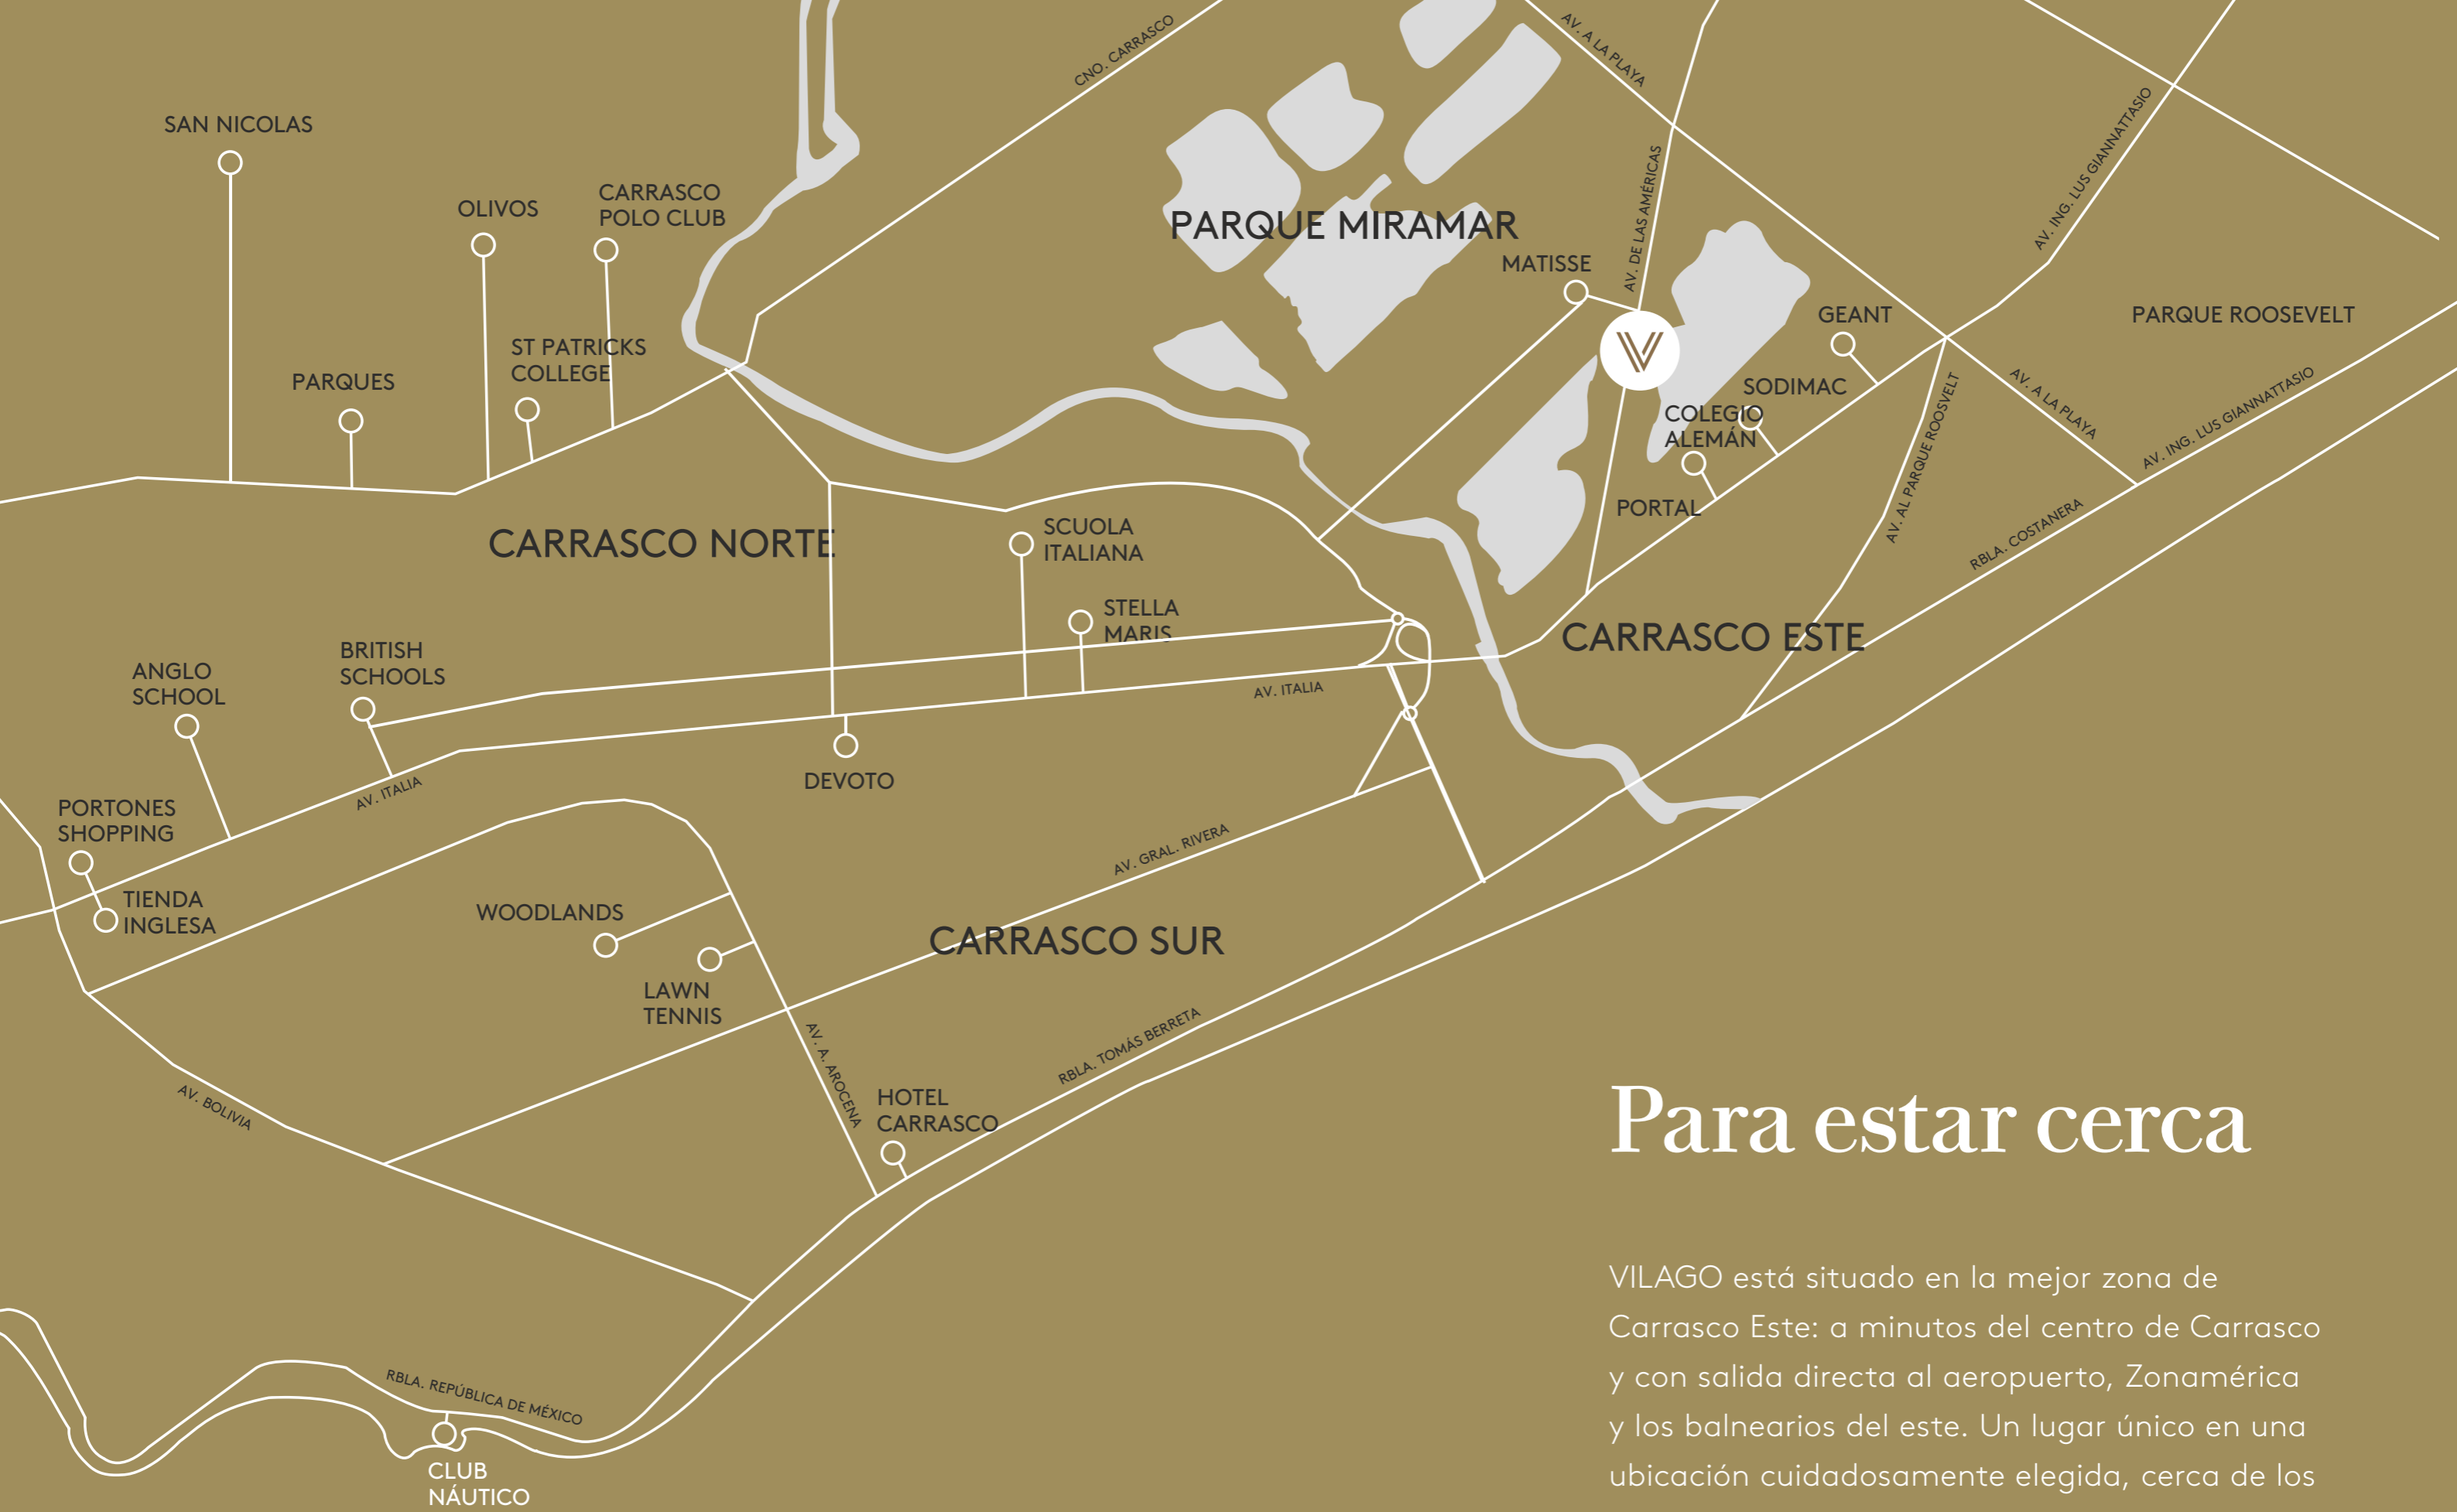 CNO. CARRASCO
AV. A LA PLAYA
SAN NICOLAS
OLIVOS
CARRASCO
POLO CLUB
PARQUE MIRAMAR
AV. DE LAS AMÉRICAS
AV. ING. LUS GIANNATTASIO
MATISSE
GEANT
PARQUE ROOSEVELT
ST PATRICKS
COLLEGE
PARQUES
SODIMAC
COLEGIO
ALEMÁN
AV. A LA PLAYA
AV. ING. LUS GIANNATTASIO
AV. AL PARQUE ROOSVELT
PORTAL
CARRASCO NORTE
SCUOLA
ITALIANA
RBLA. COSTANERA
STELLA
MARIS
CARRASCO ESTE
BRITISH
SCHOOLS
ANGLO
SCHOOL
AV. ITALIA
DEVOTO
AV. ITALIA
PORTONES
SHOPPING
AV. GRAL. RIVERA
TIENDA
INGLESA
WOODLANDS
CARRASCO SUR
LAWN
TENNIS
AV. A. AROCENA
RBLA. TOMÁS BERRETA
AV. BOLIVIA
HOTEL
CARRASCO
RBLA. REPÚBLICA DE MÉXICO
CLUB
NÁUTICO
Para estar cerca
VILAGO está situado en la mejor zona de
Carrasco Este: a minutos del centro de Carrasco
y con salida directa al aeropuerto, Zonamérica
y los balnearios del este. Un lugar único en una
ubicación cuidadosamente elegida, cerca de los